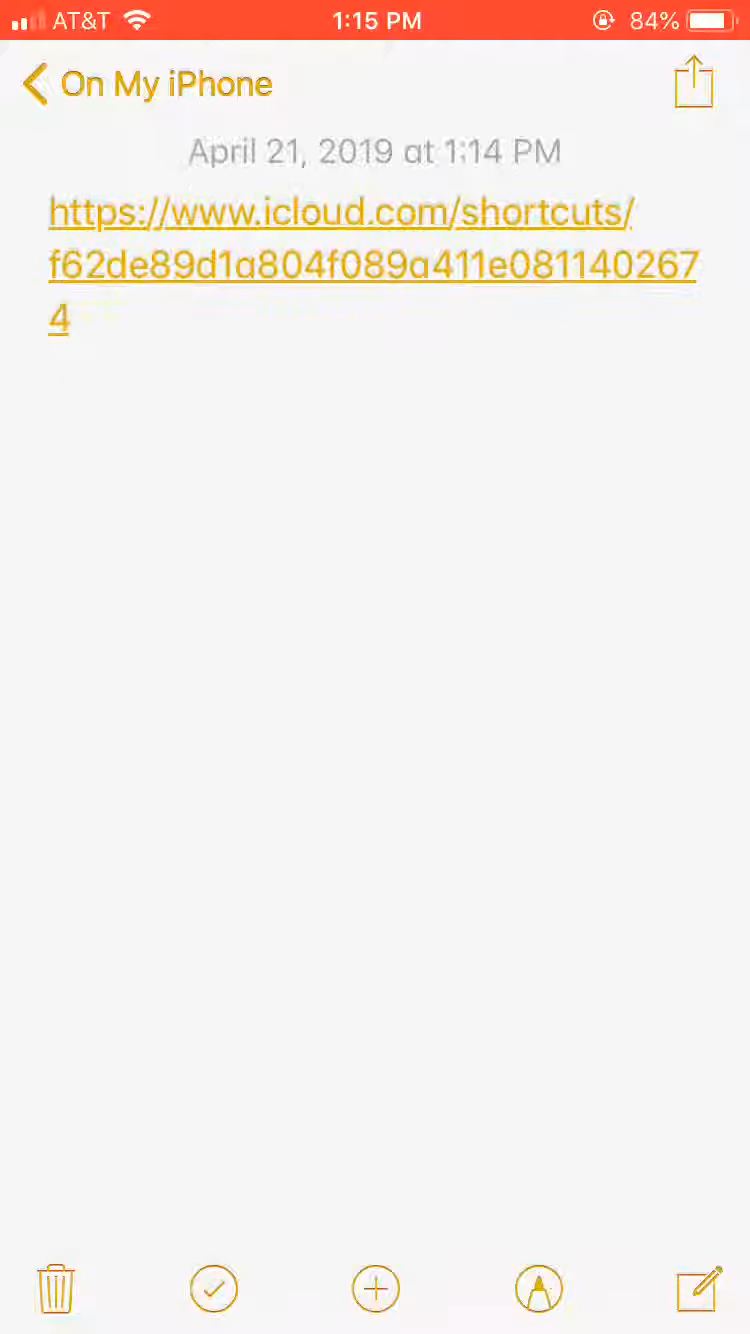 AT&T 1:15 PM 84%
On My iPhone
April 21, 2019 at 1:14 PM
https://www.icloud.com/shortcuts/
f62de89d1a804f089a411e081140267
4